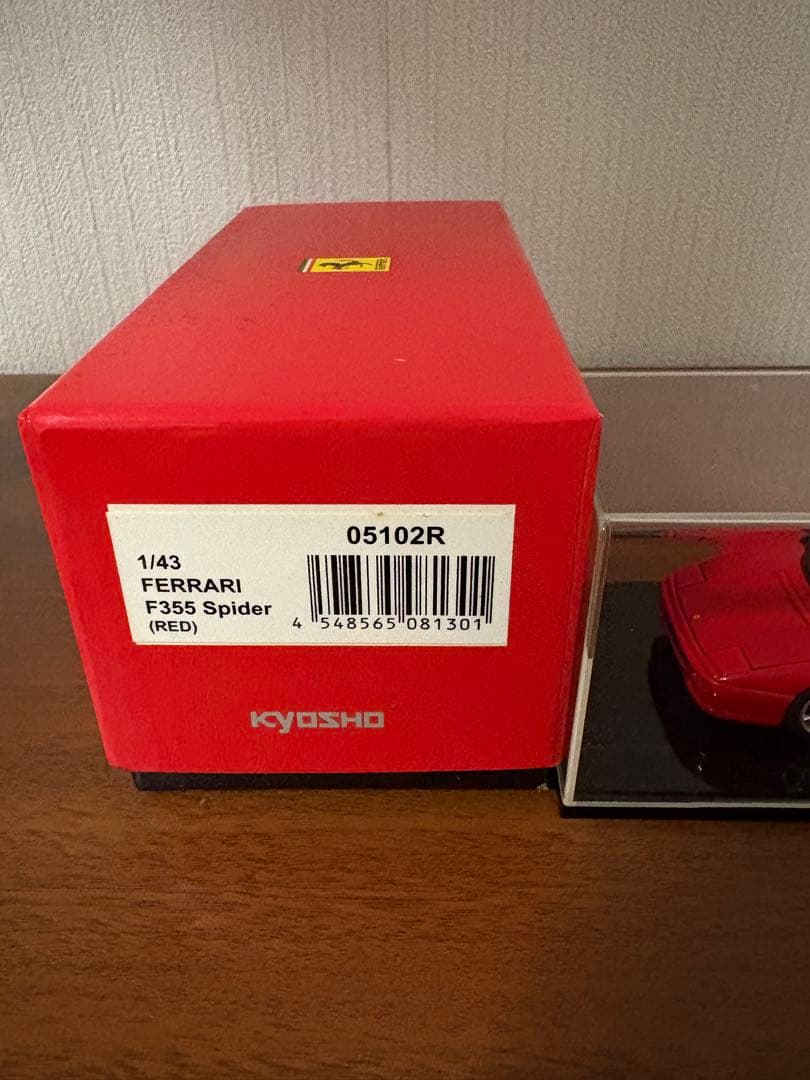 05102R
1/43
FERRARI
F355 Spider
(RED)
4 548565 081301
KYOSHO